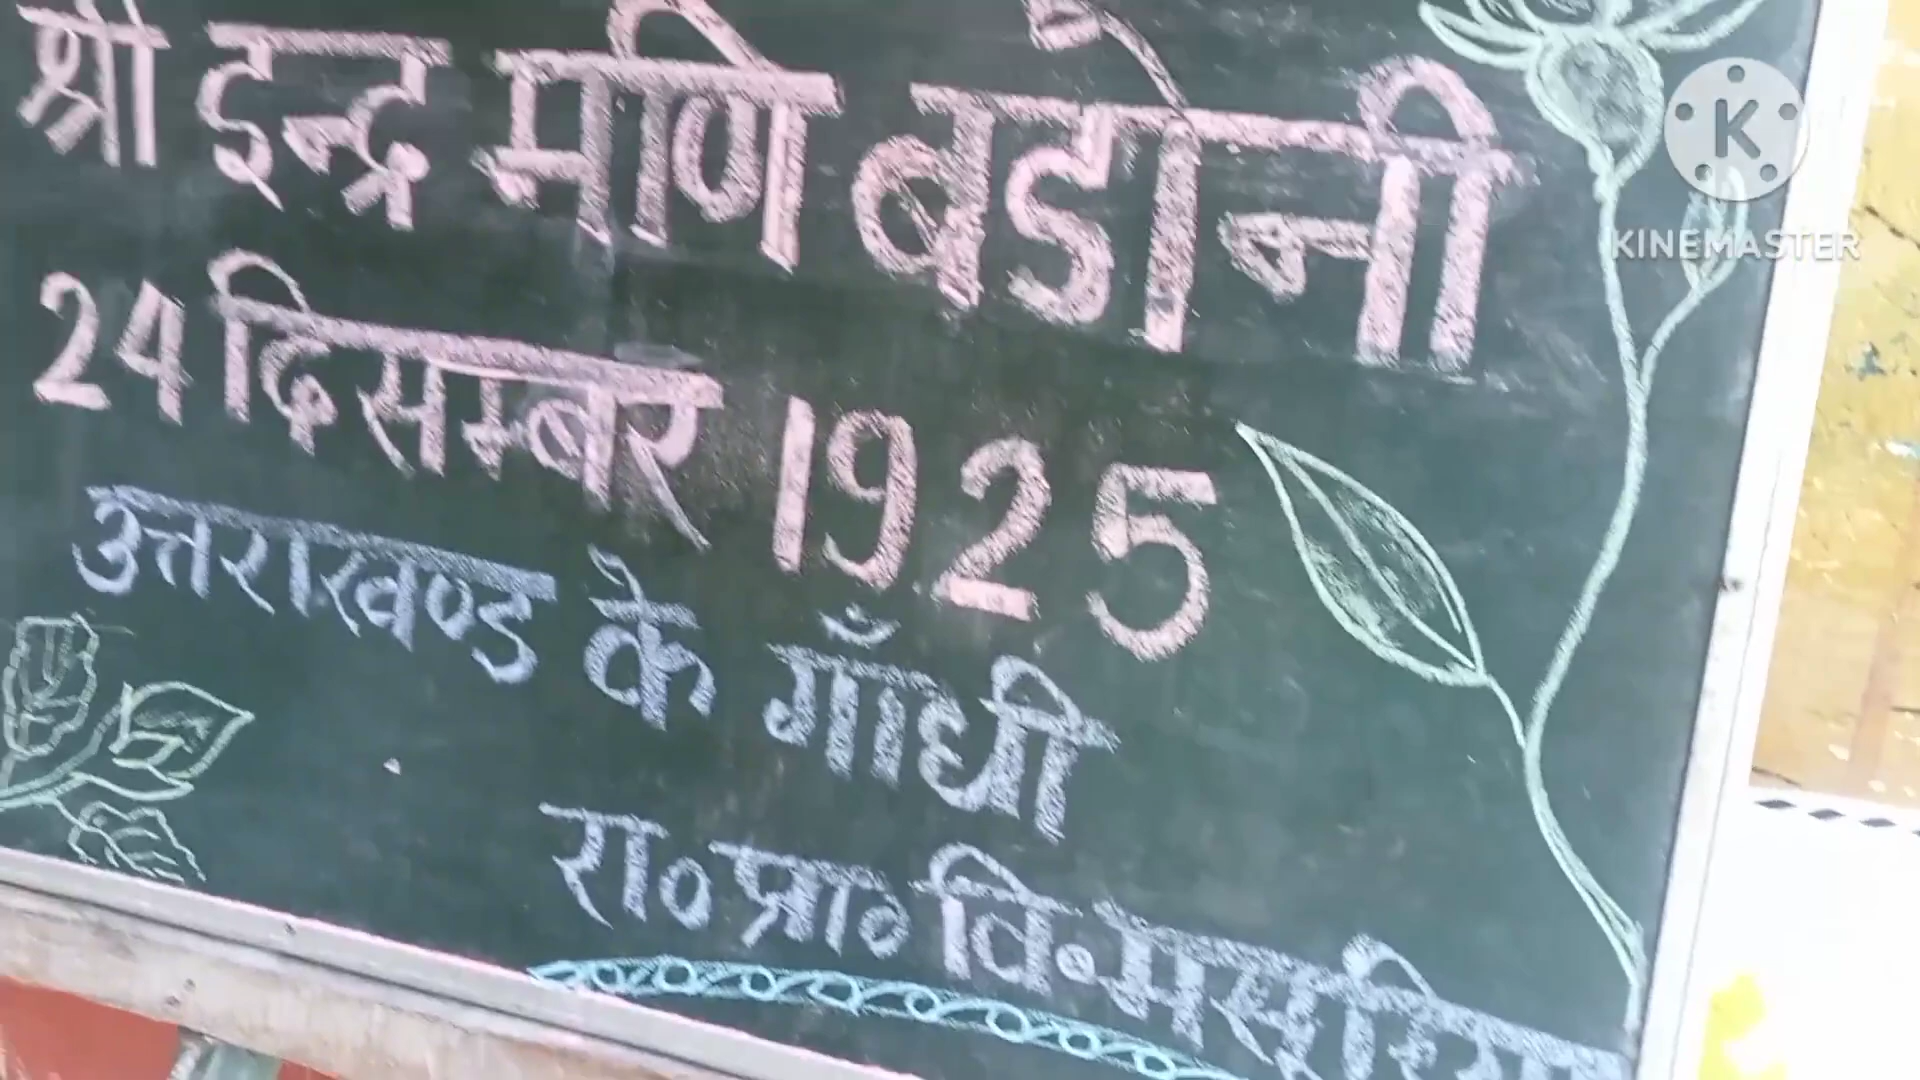 श्री इन्द्र मणि बडोनी
24 दिसम्बर 1925
उत्तराखण्ड के गाँधी
रा० प्रा० वि०
K
KINEMASTER